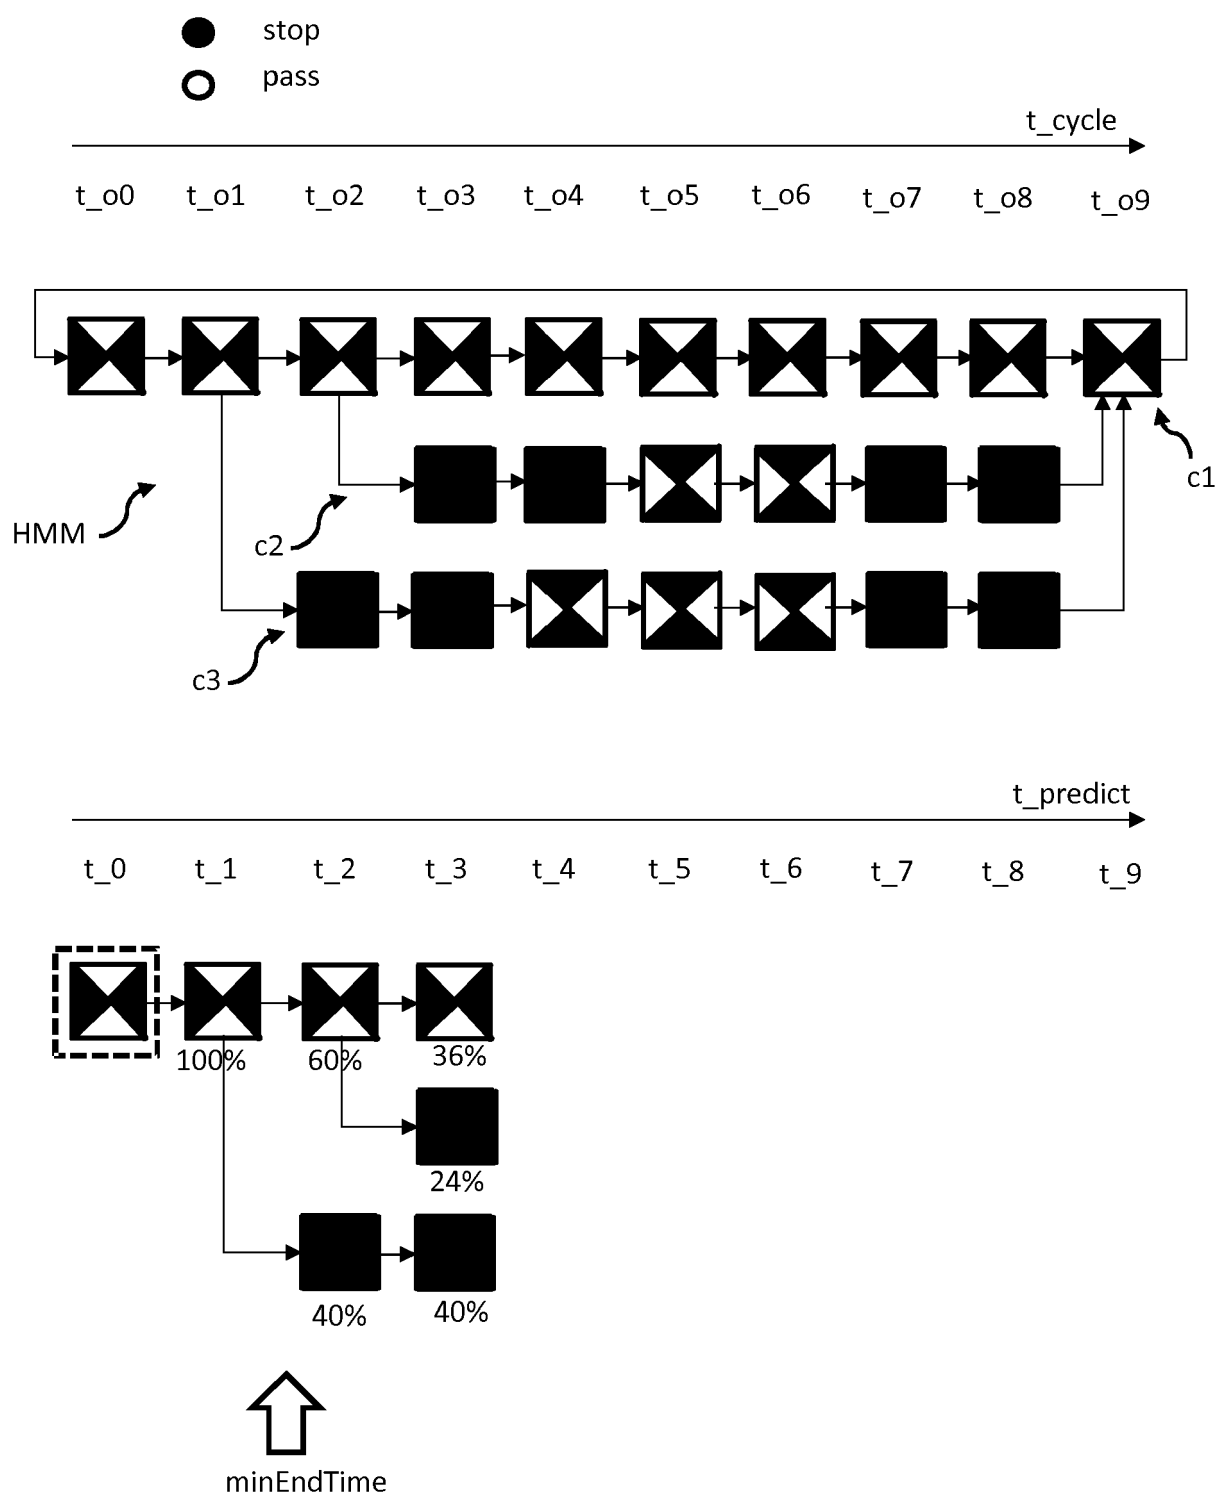 stop
pass
t_cycle
t_o0 t_o1 t_o2 t_o3 t_o4 t_o5 t_o6 t_o7 t_o8 t_o9
c1
HMM
c2
c3
t_predict
t_0 t_1 t_2 t_3 t_4 t_5 t_6 t_7 t_8 t_9
100% 60% 36%
24%
40% 40%
minEndTime